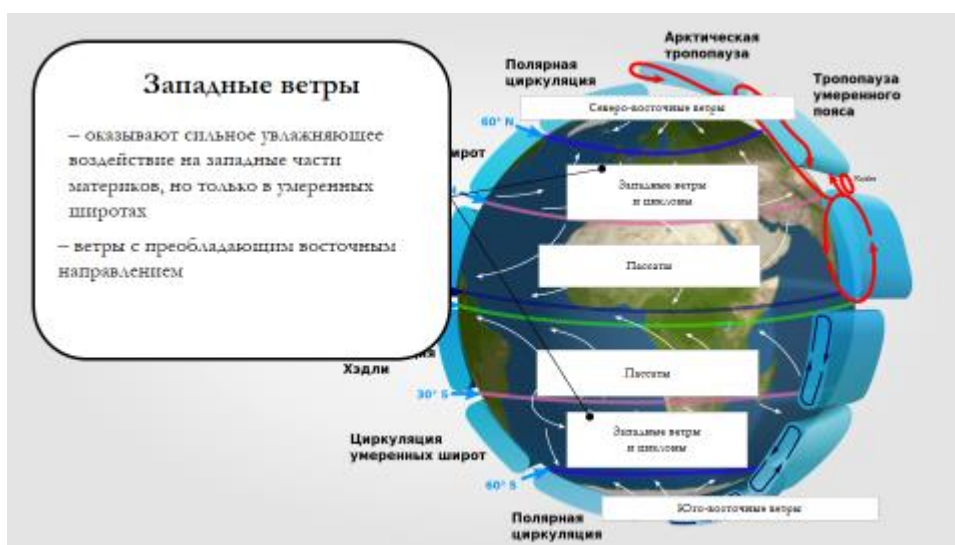 Западные ветры
– оказывают сильное увлажняющее
воздействие на западные части
материков, но только в умеренных
широтах
– ветры с преобладающим восточным
направлением
Арктическая
тропопауза
Полярная
циркуляция
Тропопауза
умеренного
пояса
Северо-восточные ветры
60° N
ирот
Западные ветры
и циклоны
Пассаты
Хэдли
Пассаты
30° S
Западные ветры
и циклоны
Циркуляция
умеренных широт
60° S
Юго-восточные ветры
Полярная
циркуляция